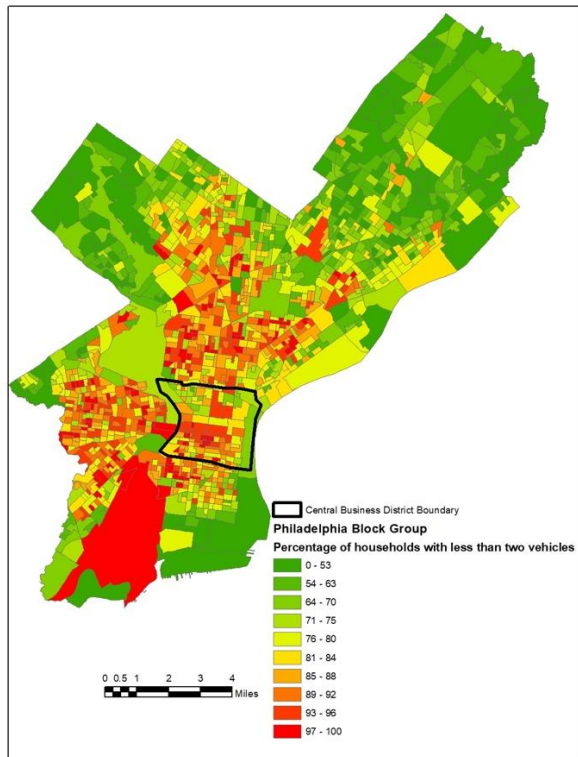 Central Business District Boundary
Philadelphia Block Group
Percentage of households with less than two vehicles
0 - 53
54 - 63
64 - 70
71 - 75
76 - 80
81 - 84
85 - 88
89 - 92
93 - 96
97 - 100
0 0.5 1 2 3 4
Miles